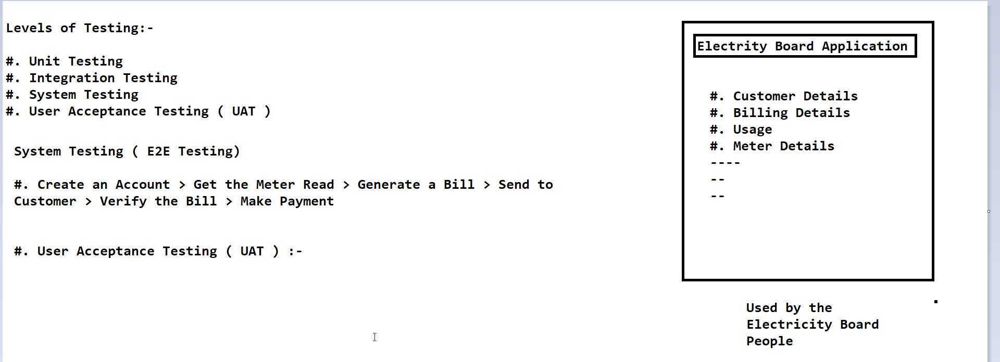 Levels of Testing:-
#. Unit Testing
#. Integration Testing
#. System Testing
#. User Acceptance Testing ( UAT )
System Testing ( E2E Testing)
#. Create an Account > Get the Meter Read > Generate a Bill > Send to
Customer > Verify the Bill > Make Payment
#. User Acceptance Testing ( UAT ) :-
Electrity Board Application
#. Customer Details
#. Billing Details
#. Usage
#. Meter Details
----
--
--
Used by the
Electricity Board
People